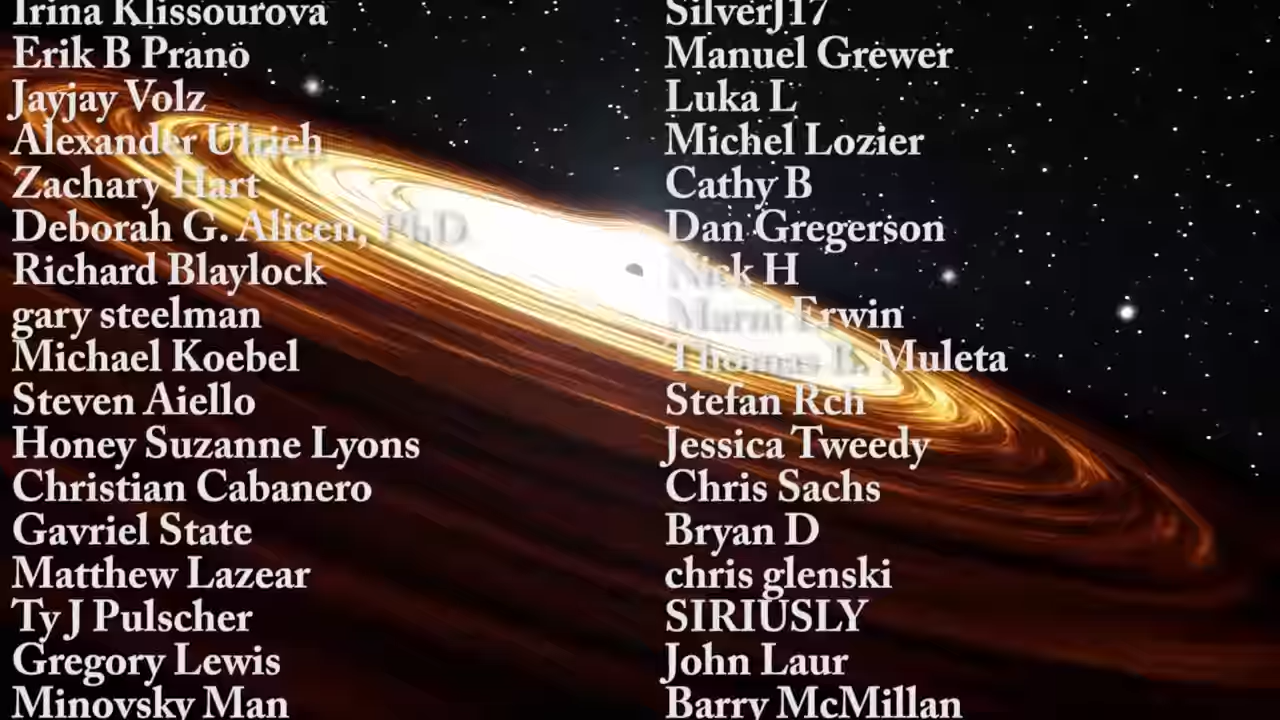 Irina Klissourova
Erik B Prano
Jayjay Volz
Alexander Ulrich
Zachary Hart
Deborah G. Alicen, PhD
Richard Blaylock
gary steelman
Michael Koebel
Steven Aiello
Honey Suzanne Lyons
Christian Cabanero
Gavriel State
Matthew Lazear
Ty J Pulscher
Gregory Lewis
Minovsky Man
SilverJ17
Manuel Grewer
Luka L
Michel Lozier
Cathy B
Dan Gregerson
Nick H
Marni Erwin
Thomas E. Muleta
Stefan Rch
Jessica Tweedy
Chris Sachs
Bryan D
chris glenski
SIRIUSLY
John Laur
Barry McMillan